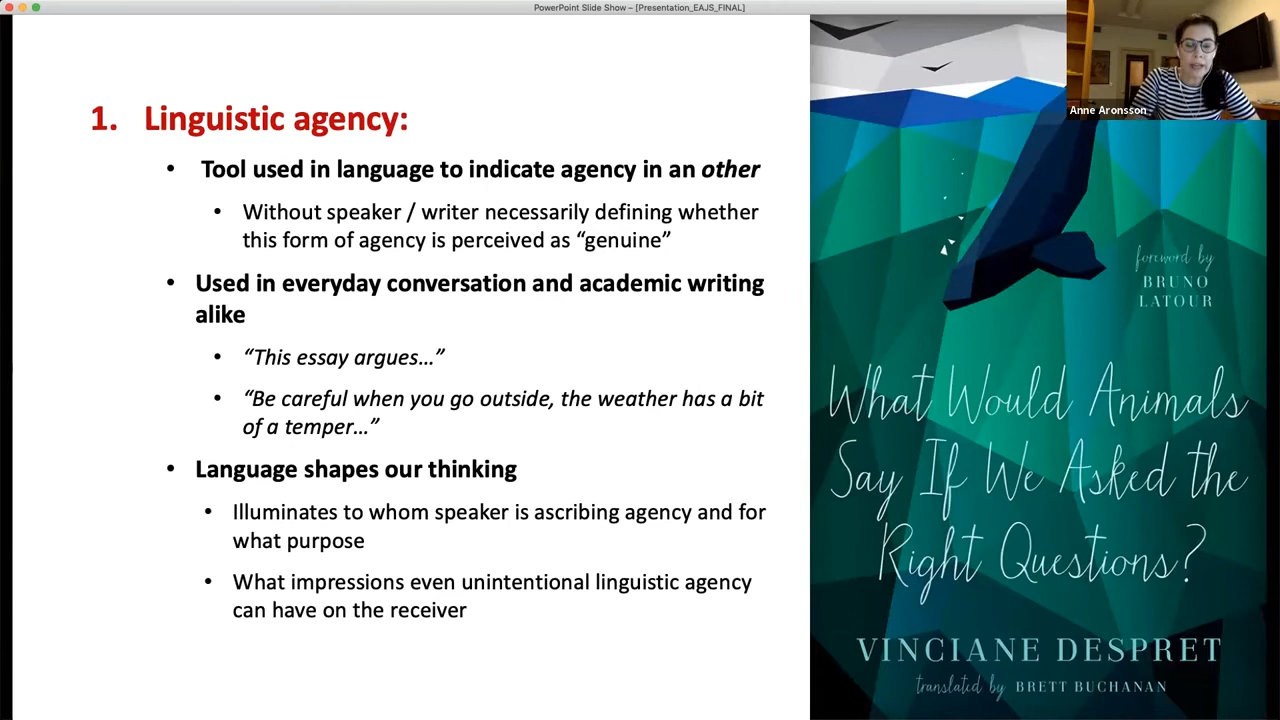 PowerPoint Slide Show – [Presentation_EAJS_FINAL]
1. Linguistic agency:
• Tool used in language to indicate agency in an other
• Without speaker / writer necessarily defining whether
this form of agency is perceived as “genuine”
• Used in everyday conversation and academic writing
alike
• “This essay argues…”
• “Be careful when you go outside, the weather has a bit
of a temper…”
• Language shapes our thinking
• Illuminates to whom speaker is ascribing agency and for
what purpose
• What impressions even unintentional linguistic agency
can have on the receiver
Anne Aronsson
foreword by
BRUNO
LATOUR
What Would Animals
Say If We Asked the
Right Questions?
VINCIANE DESPRET
translated by BRETT BUCHANAN